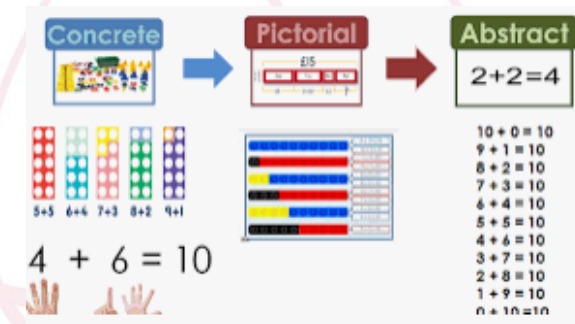 Concrete
Pictorial
Abstract
£15
2+2=4
5+5 6+4 7+3 8+2 9+1
4 + 6 = 10
10 + 0 = 10
9 + 1 = 10
8 + 2 = 10
7 + 3 = 10
6 + 4 = 10
5 + 5 = 10
4 + 6 = 10
3 + 7 = 10
2 + 8 = 10
1 + 9 = 10
0 + 10 =10